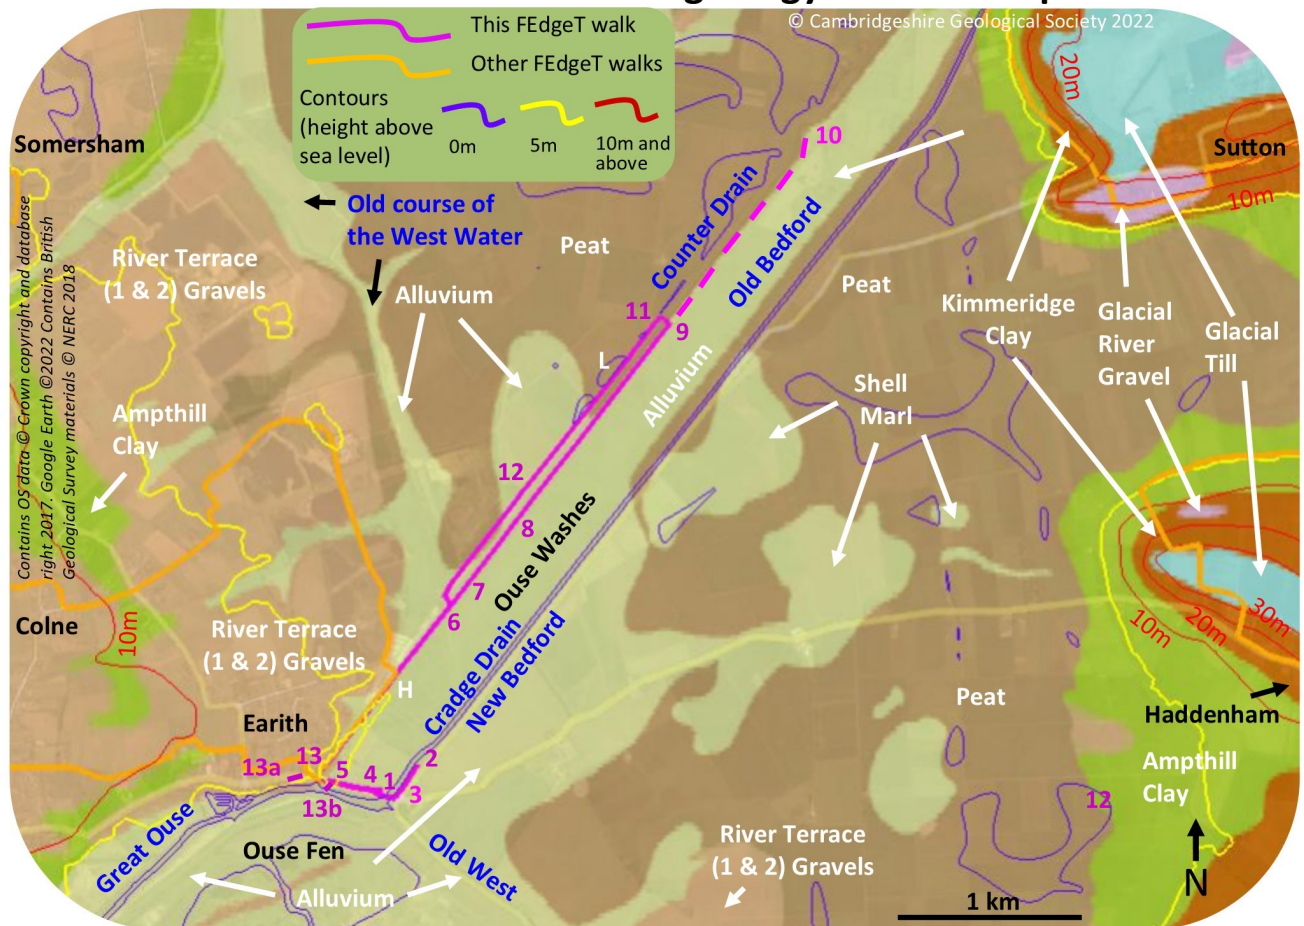 © Cambridgeshire Geological Society 2022
This FEdgeT walk
Other FEdgeT walks
Contours
(height above
sea level)
0m
5m
10m and
above
20m
10
Somersham
Sutton
10m
Counter Drain
Old course of
the West Water
Old Bedford
Peat
River Terrace
(1 & 2) Gravels
Alluvium
Peat
Kimmeridge
Clay
Glacial
River
Gravel
Glacial
Till
11
9
L
Alluvium
Shell
Marl
Contains OS data © Crown copyright and database
right 2017. Google Earth ©2022 Contains British
Geological Survey materials © NERC 2018
Ampthill
Clay
12
8
Ouse Washes
7
6
Colne
10m
River Terrace
(1 & 2) Gravels
10m
20m
30m
H
Cradge Drain
New Bedford
Peat
Haddenham
Earith
Ampthill
Clay
13
13a
5
4
1
2
3
13b
12
Great Ouse
Ouse Fen
Old West
River Terrace
(1 & 2) Gravels
Alluvium
N
1 km